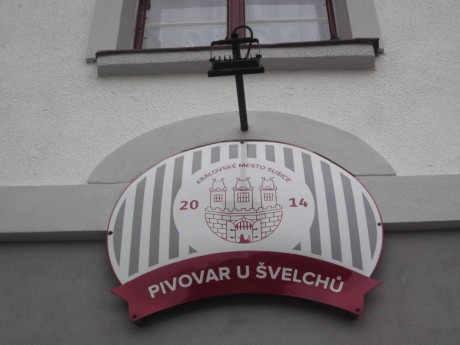 KRÁLOVSKÉ MĚSTO SUŠICE
20 14
PIVOVAR U ŠVELCHŮ